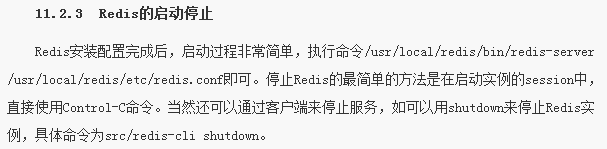 11.2.3 Redis的启动停止
Redis安装配置完成后，启动过程非常简单，执行命令/usr/local/redis/bin/redis-server
/usr/local/redis/etc/redis.conf即可。停止Redis的最简单的方法是在启动实例的session中，
直接使用Control-C命令。当然还可以通过客户端来停止服务，如可以用shutdown来停止Redis实
例，具体命令为src/redis-cli shutdown。